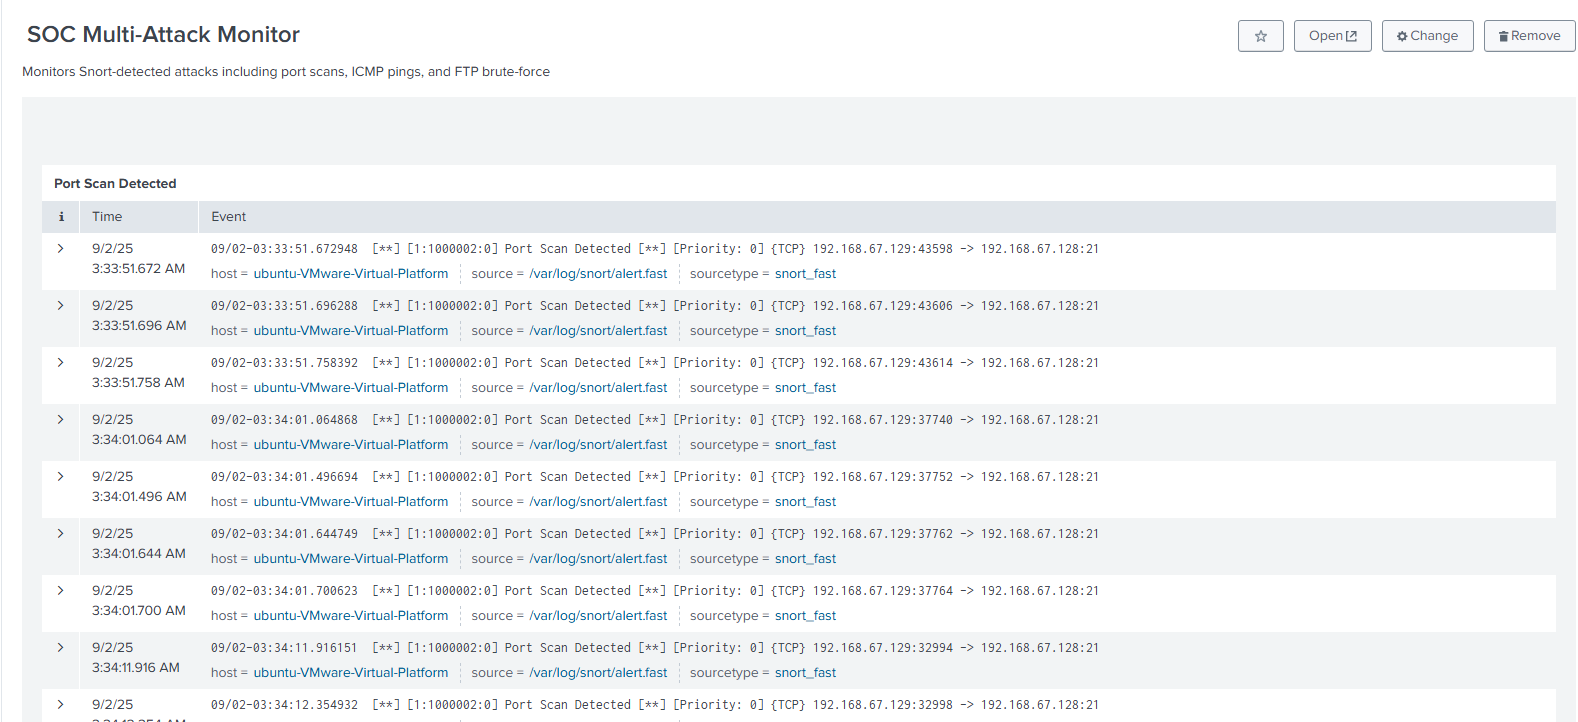 SOC Multi-Attack Monitor
Open
Change
Remove
Monitors Snort-detected attacks including port scans, ICMP pings, and FTP brute-force
Port Scan Detected
i Time Event
9/2/25 09/02-03:33:51.672948 [**] [1:1000002:0] Port Scan Detected [**] [Priority: 0] {TCP} 192.168.67.129:43598 -> 192.168.67.128:21
3:33:51.672 AM host = ubuntu-VMware-Virtual-Platform source = /var/log/snort/alert.fast sourcetype = snort_fast
9/2/25 09/02-03:33:51.696288 [**] [1:1000002:0] Port Scan Detected [**] [Priority: 0] {TCP} 192.168.67.129:43606 -> 192.168.67.128:21
3:33:51.696 AM host = ubuntu-VMware-Virtual-Platform source = /var/log/snort/alert.fast sourcetype = snort_fast
9/2/25 09/02-03:33:51.758392 [**] [1:1000002:0] Port Scan Detected [**] [Priority: 0] {TCP} 192.168.67.129:43614 -> 192.168.67.128:21
3:33:51.758 AM host = ubuntu-VMware-Virtual-Platform source = /var/log/snort/alert.fast sourcetype = snort_fast
9/2/25 09/02-03:34:01.064868 [**] [1:1000002:0] Port Scan Detected [**] [Priority: 0] {TCP} 192.168.67.129:37740 -> 192.168.67.128:21
3:34:01.064 AM host = ubuntu-VMware-Virtual-Platform source = /var/log/snort/alert.fast sourcetype = snort_fast
9/2/25 09/02-03:34:01.496694 [**] [1:1000002:0] Port Scan Detected [**] [Priority: 0] {TCP} 192.168.67.129:37752 -> 192.168.67.128:21
3:34:01.496 AM host = ubuntu-VMware-Virtual-Platform source = /var/log/snort/alert.fast sourcetype = snort_fast
9/2/25 09/02-03:34:01.644749 [**] [1:1000002:0] Port Scan Detected [**] [Priority: 0] {TCP} 192.168.67.129:37762 -> 192.168.67.128:21
3:34:01.644 AM host = ubuntu-VMware-Virtual-Platform source = /var/log/snort/alert.fast sourcetype = snort_fast
9/2/25 09/02-03:34:01.700623 [**] [1:1000002:0] Port Scan Detected [**] [Priority: 0] {TCP} 192.168.67.129:37764 -> 192.168.67.128:21
3:34:01.700 AM host = ubuntu-VMware-Virtual-Platform source = /var/log/snort/alert.fast sourcetype = snort_fast
9/2/25 09/02-03:34:11.916151 [**] [1:1000002:0] Port Scan Detected [**] [Priority: 0] {TCP} 192.168.67.129:32994 -> 192.168.67.128:21
3:34:11.916 AM host = ubuntu-VMware-Virtual-Platform source = /var/log/snort/alert.fast sourcetype = snort_fast
9/2/25 09/02-03:34:12.354932 [**] [1:1000002:0] Port Scan Detected [**] [Priority: 0] {TCP} 192.168.67.129:32998 -> 192.168.67.128:21